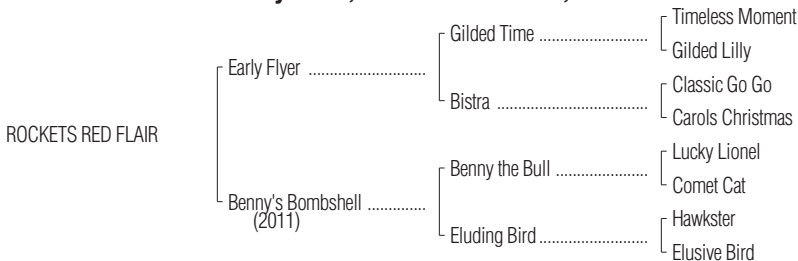 Timeless Moment
Gilded Time ..........................
Gilded Lilly
Early Flyer ............................
Classic Go Go
Bistra ....................................
Carols Christmas
ROCKETS RED FLAIR
Lucky Lionel
Benny the Bull ......................
Comet Cat
Benny's Bombshell ..............
(2011)
Hawkster
Eluding Bird..........................
Elusive Bird